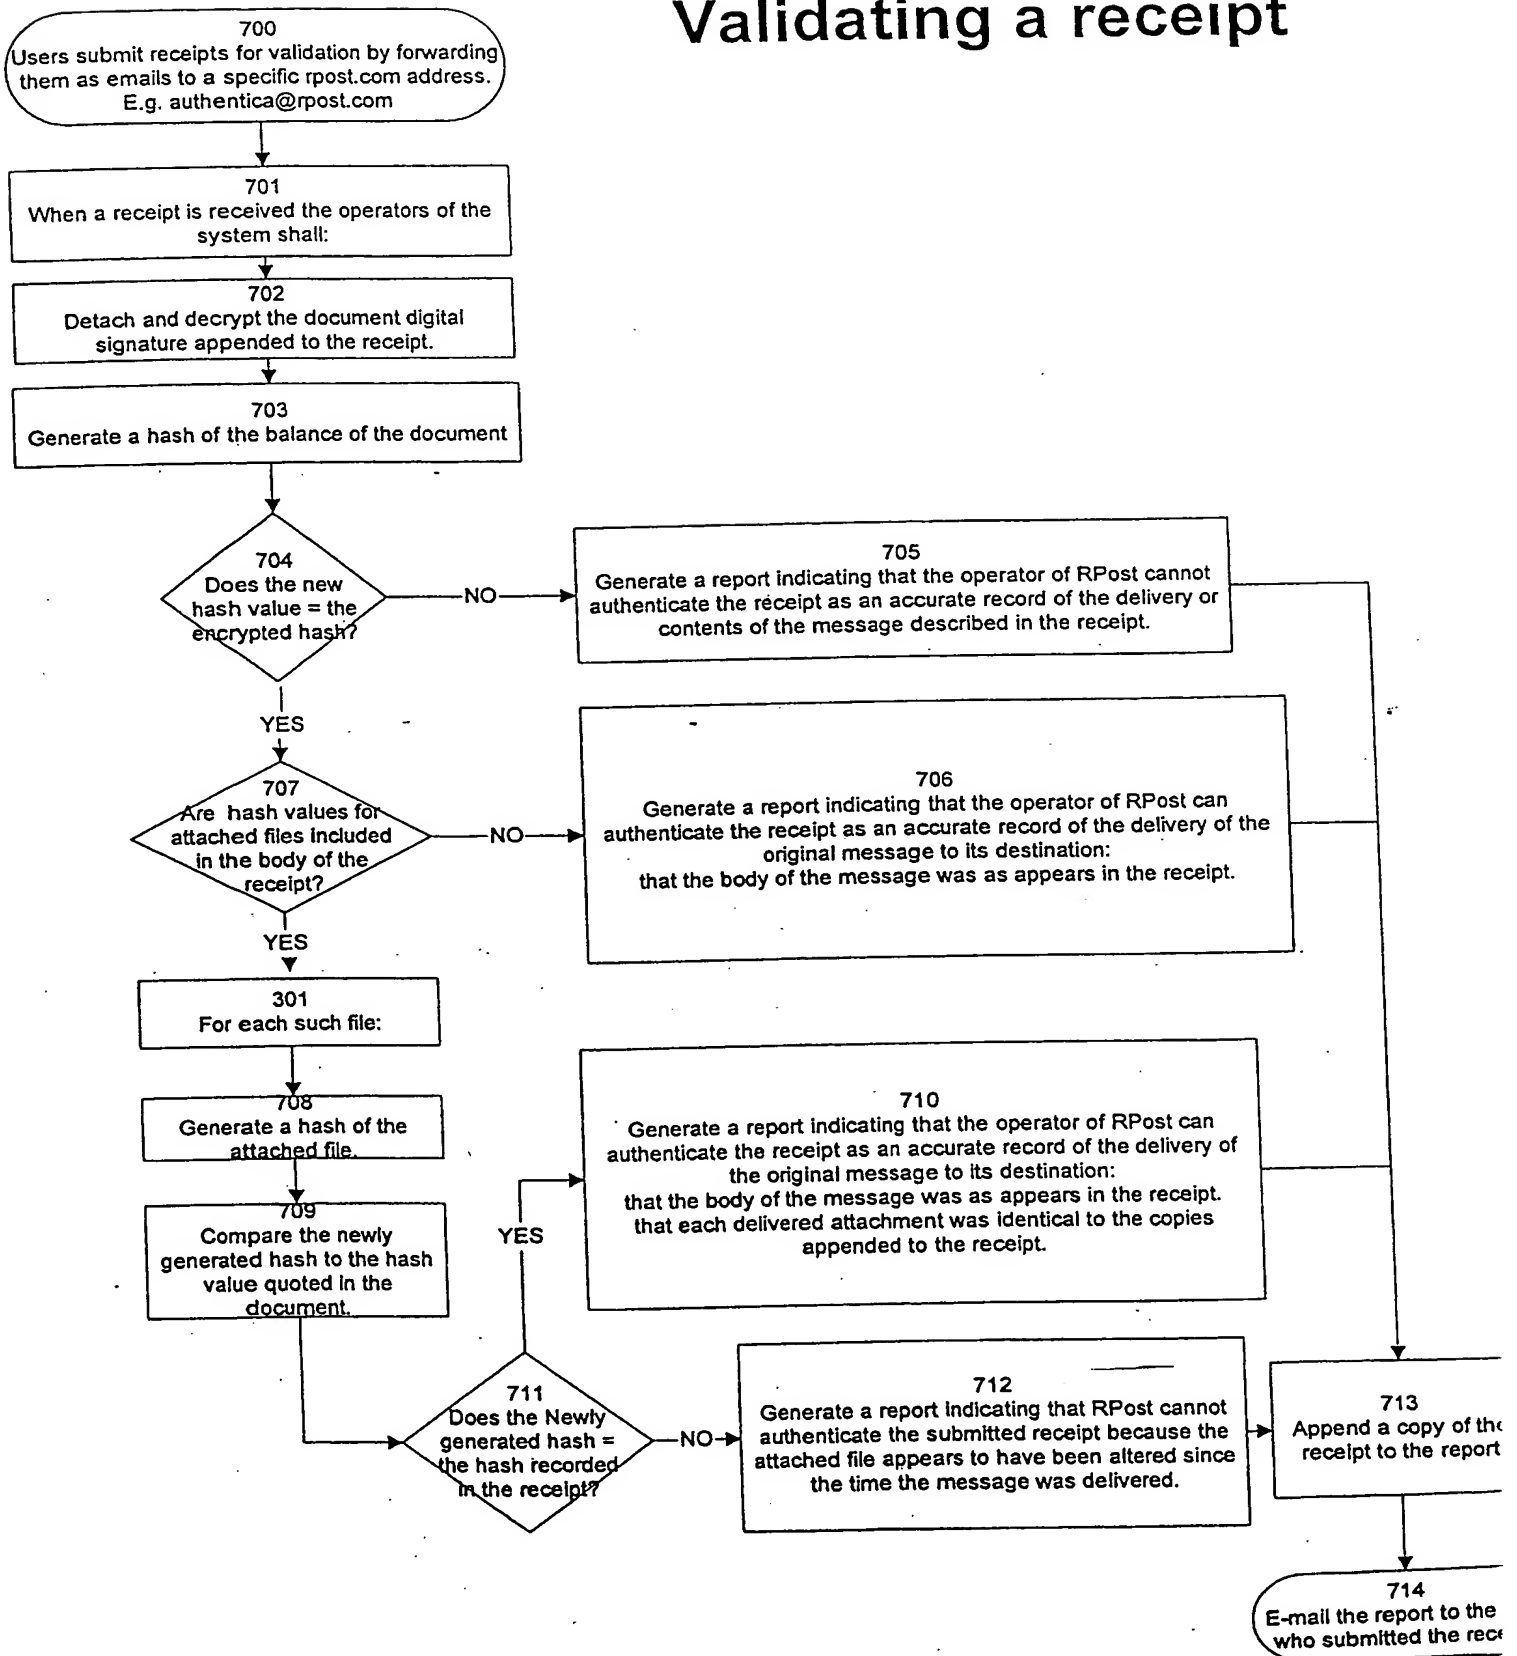 Validating a receipt
700
Users submit receipts for validation by forwarding
them as emails to a specific rpost.com address.
E.g. authentica@rpost.com
701
When a receipt is received the operators of the
system shall:
702
Detach and decrypt the document digital
signature appended to the receipt.
703
Generate a hash of the balance of the document
704
Does the new
hash value = the
encrypted hash?
NO
705
Generate a report indicating that the operator of RPost cannot
authenticate the receipt as an accurate record of the delivery or
contents of the message described in the receipt.
YES
707
Are hash values for
attached files included
in the body of the
receipt?
NO
706
Generate a report indicating that the operator of RPost can
authenticate the receipt as an accurate record of the delivery of the
original message to its destination:
that the body of the message was as appears in the receipt.
YES
301
For each such file:
708
Generate a hash of the
attached file.
709
Compare the newly
generated hash to the hash
value quoted in the
document.
YES
710
Generate a report indicating that the operator of RPost can
authenticate the receipt as an accurate record of the delivery of
the original message to its destination:
that the body of the message was as appears in the receipt.
that each delivered attachment was identical to the copies
appended to the receipt.
711
Does the Newly
generated hash =
the hash recorded
in the receipt?
NO
712
Generate a report indicating that RPost cannot
authenticate the submitted receipt because the
attached file appears to have been altered since
the time the message was delivered.
713
Append a copy of the
receipt to the report
714
E-mail the report to the
who submitted the